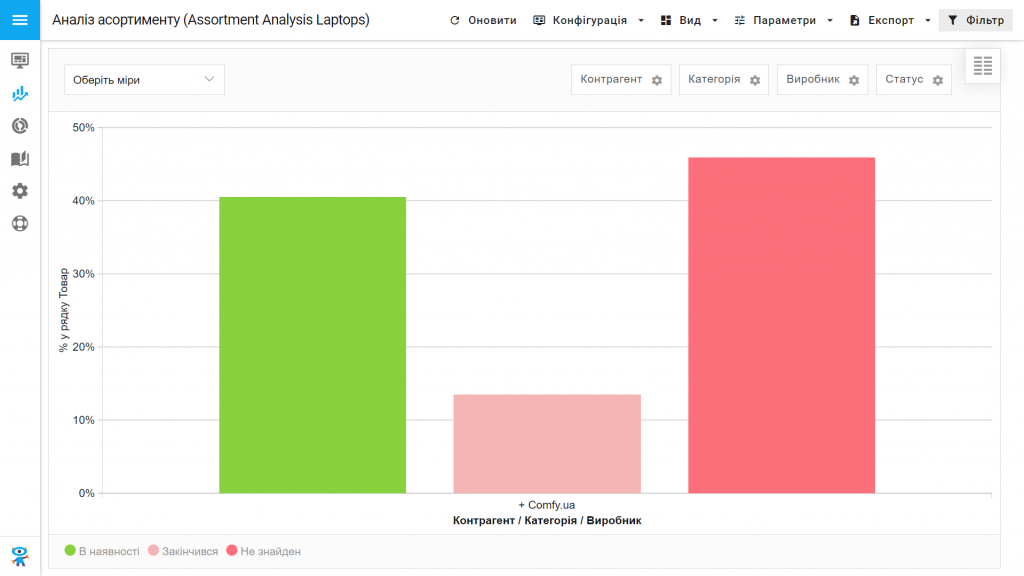 Аналіз асортименту (Assortment Analysis Laptops)
Оновити
Конфігурація
Вид
Параметри
Експорт
Фільтр
Оберіть міри
Контрагент
Категорія
Виробник
Статус
50%
40%
30%
20%
10%
0%
% у рядку Товар
+ Comfy.ua
Контрагент / Категорія / Виробник
В наявності
Закінчився
Не знайден